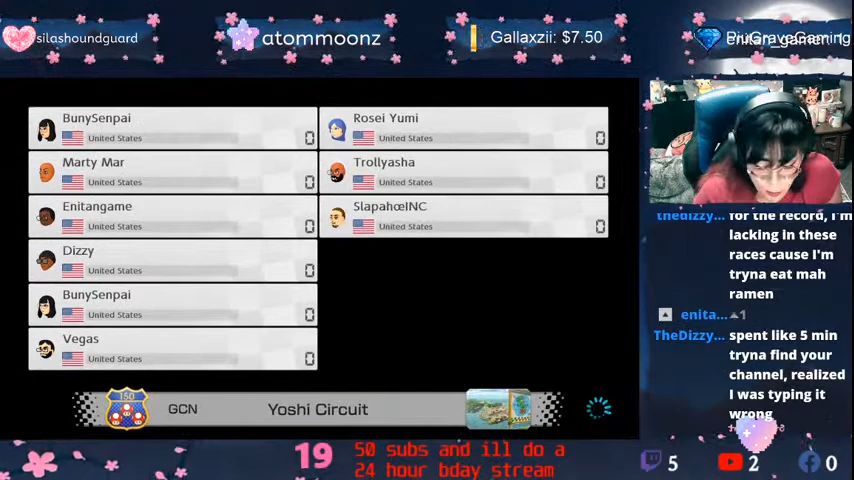 silashoundguard
atommoonz
Gallaxzii: $7.50
BunySenpai
United States
0
Rosei Yumi
United States
0
Marty Mar
United States
0
Trollyasha
United States
0
Enitangame
United States
0
SlapahœINC
United States
0
Dizzy
United States
0
BunySenpai
United States
0
Vegas
United States
0
150
GCN
Yoshi Circuit
thedizzy...
for the record, I'm
lacking in these
races cause I'm
tryna eat mah
ramen
enita...
1
TheDizzy...
spent like 5 min
tryna find your
channel, realized
I was typing it
wrong
19
50 subs and ill do a
24 hour bday stream
5
2
0